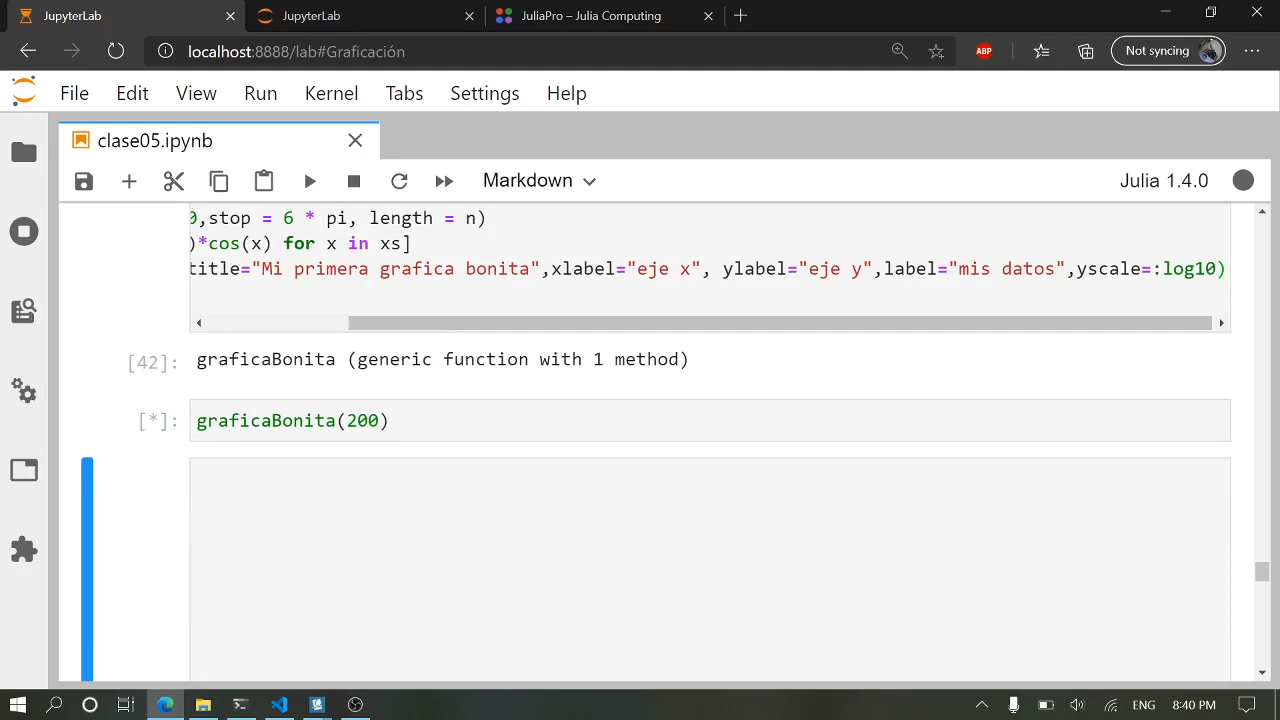 JupyterLab
JupyterLab
JuliaPro – Julia Computing
localhost:8888/lab#Graficación
ABP
Not syncing
File Edit View Run Kernel Tabs Settings Help
clase05.ipynb
Markdown
Julia 1.4.0
0,stop = 6 * pi, length = n)
)*cos(x) for x in xs]
title="Mi primera grafica bonita",xlabel="eje x", ylabel="eje y",label="mis datos",yscale=:log10)
[42]: graficaBonita (generic function with 1 method)
[*]: graficaBonita(200)
ENG 8:40 PM